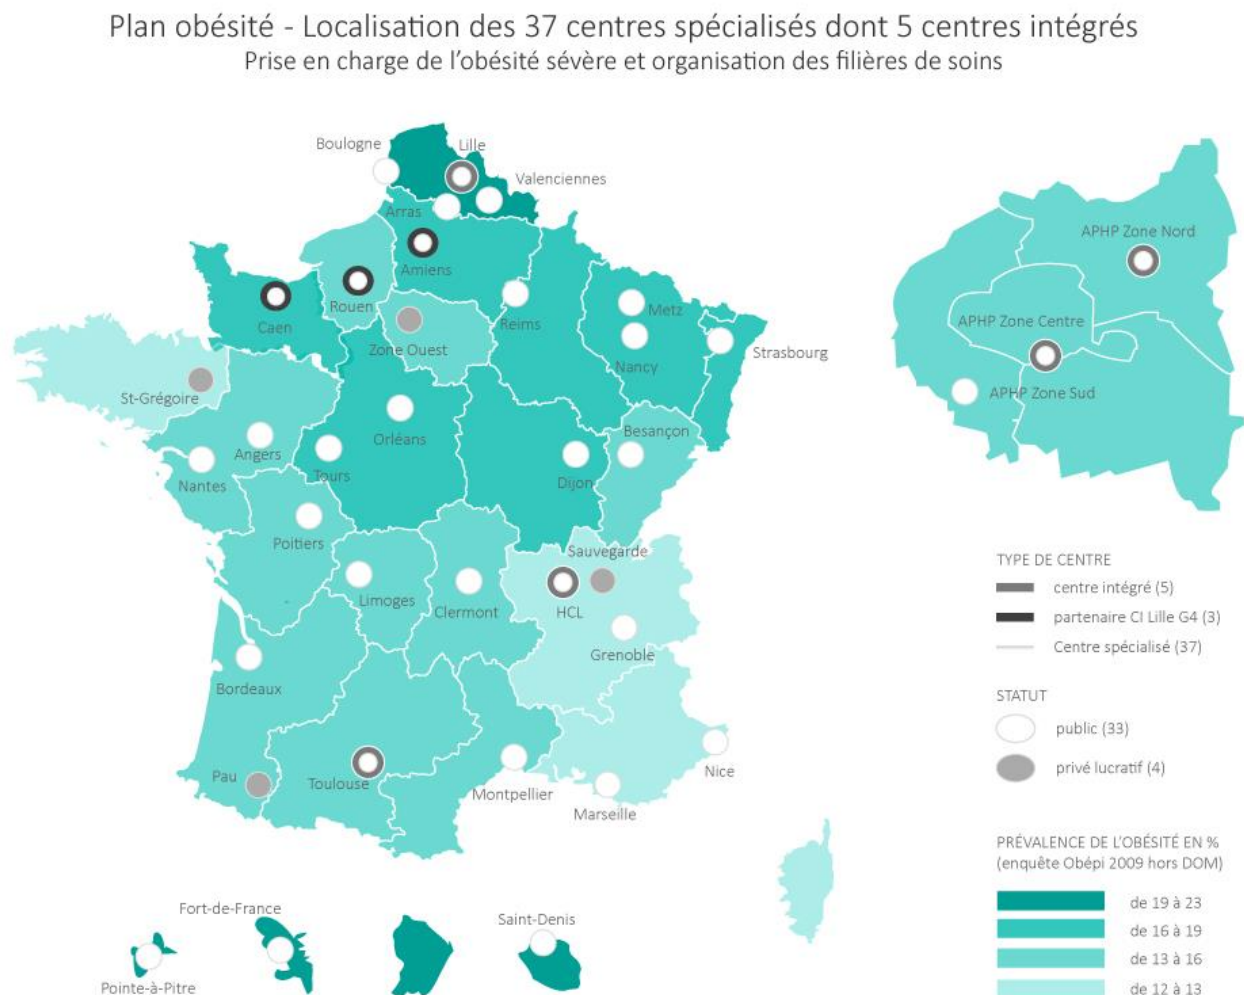 Plan obésité - Localisation des 37 centres spécialisés dont 5 centres intégrés
Prise en charge de l'obésité sévère et organisation des filières de soins
Boulogne
Lille
Valenciennes
Arras
Amiens
Rouen
Caen
Reims
Metz
Zone Ouest
Nancy
Strasbourg
St-Grégoire
Orléans
Besançon
Angers
Tours
Nantes
Dijon
Poitiers
Sauvegarde
Limoges
Clermont
HCL
Grenoble
Bordeaux
Pau
Toulouse
Montpellier
Nice
Marseille
Fort-de-France
Saint-Denis
Pointe-à-Pitre
APHP Zone Nord
APHP Zone Centre
APHP Zone Sud
TYPE DE CENTRE
centre intégré (5)
partenaire CI Lille G4 (3)
Centre spécialisé (37)
STATUT
public (33)
privé lucratif (4)
PRÉVALENCE DE L'OBÉSITÉ EN %
(enquête Obépi 2009 hors DOM)
de 19 à 23
de 16 à 19
de 13 à 16
de 12 à 13